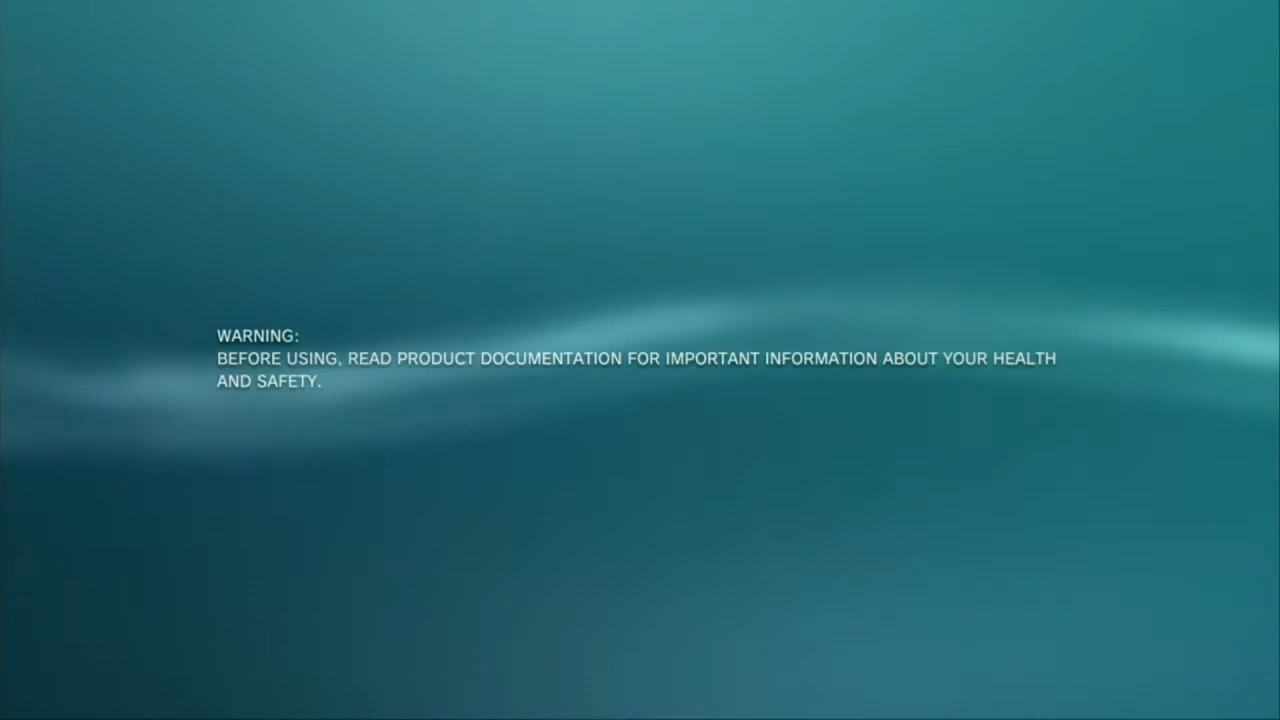 WARNING:
BEFORE USING, READ PRODUCT DOCUMENTATION FOR IMPORTANT INFORMATION ABOUT YOUR HEALTH
AND SAFETY.